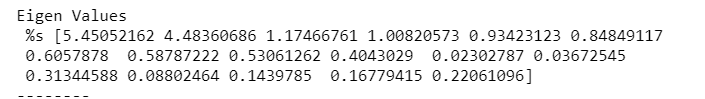 Eigen Values
%s [5.45052162 4.48360686 1.17466761 1.00820573 0.93423123 0.84849117
0.6057878 0.58787222 0.53061262 0.4043029 0.02302787 0.03672545
0.31344588 0.08802464 0.1439785 0.16779415 0.22061096]
--------